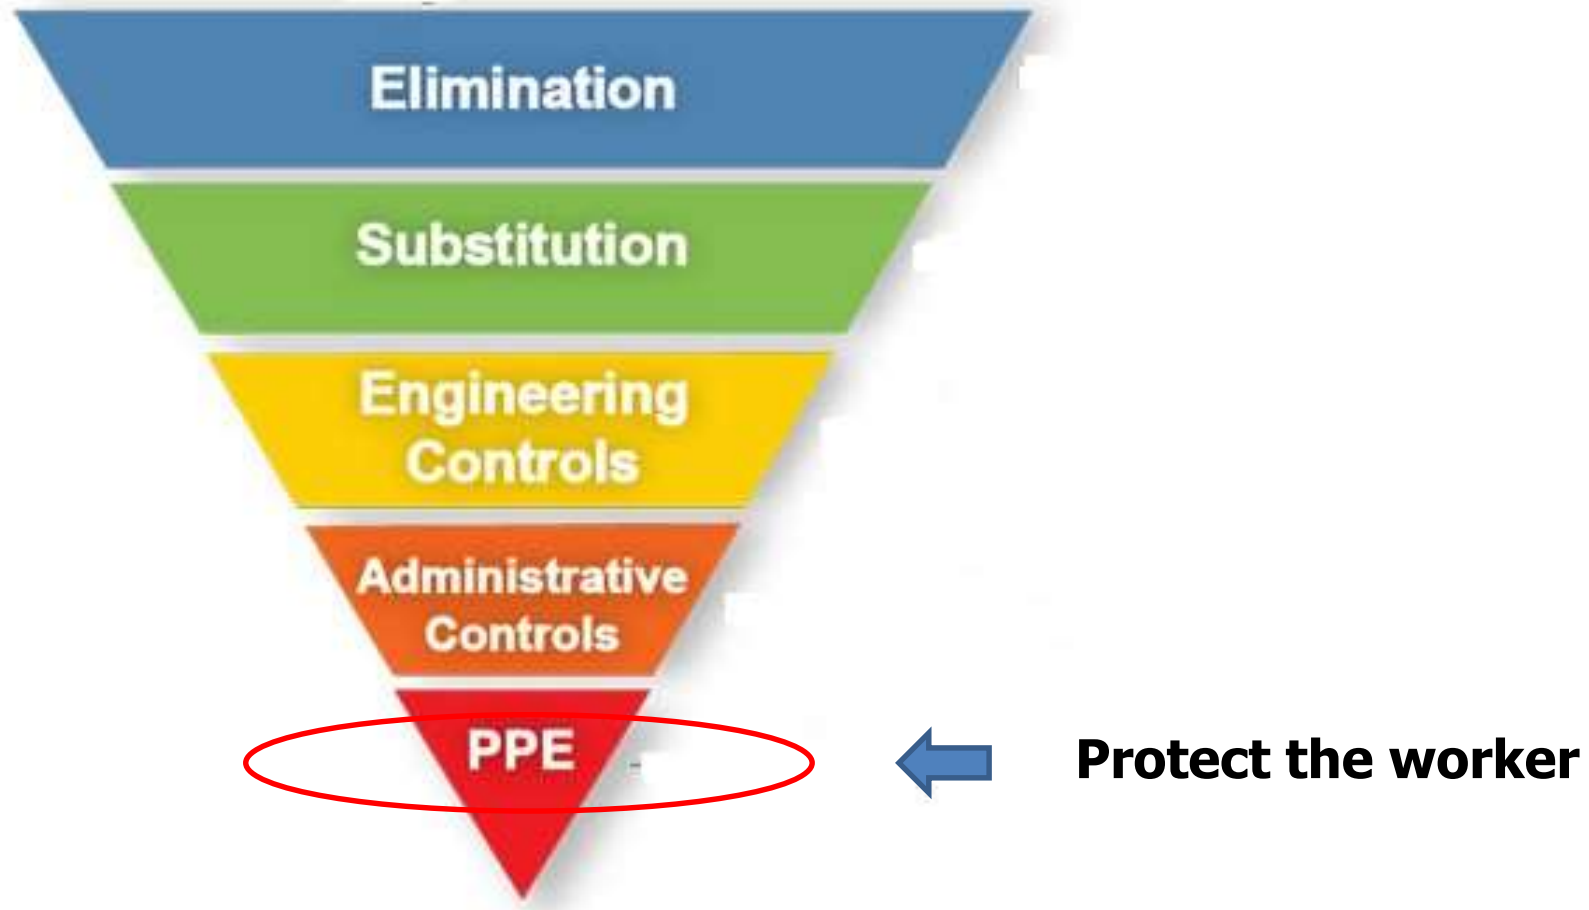 Elimination
Substitution
Engineering
Controls
Administrative
Controls
PPE
Protect the worker